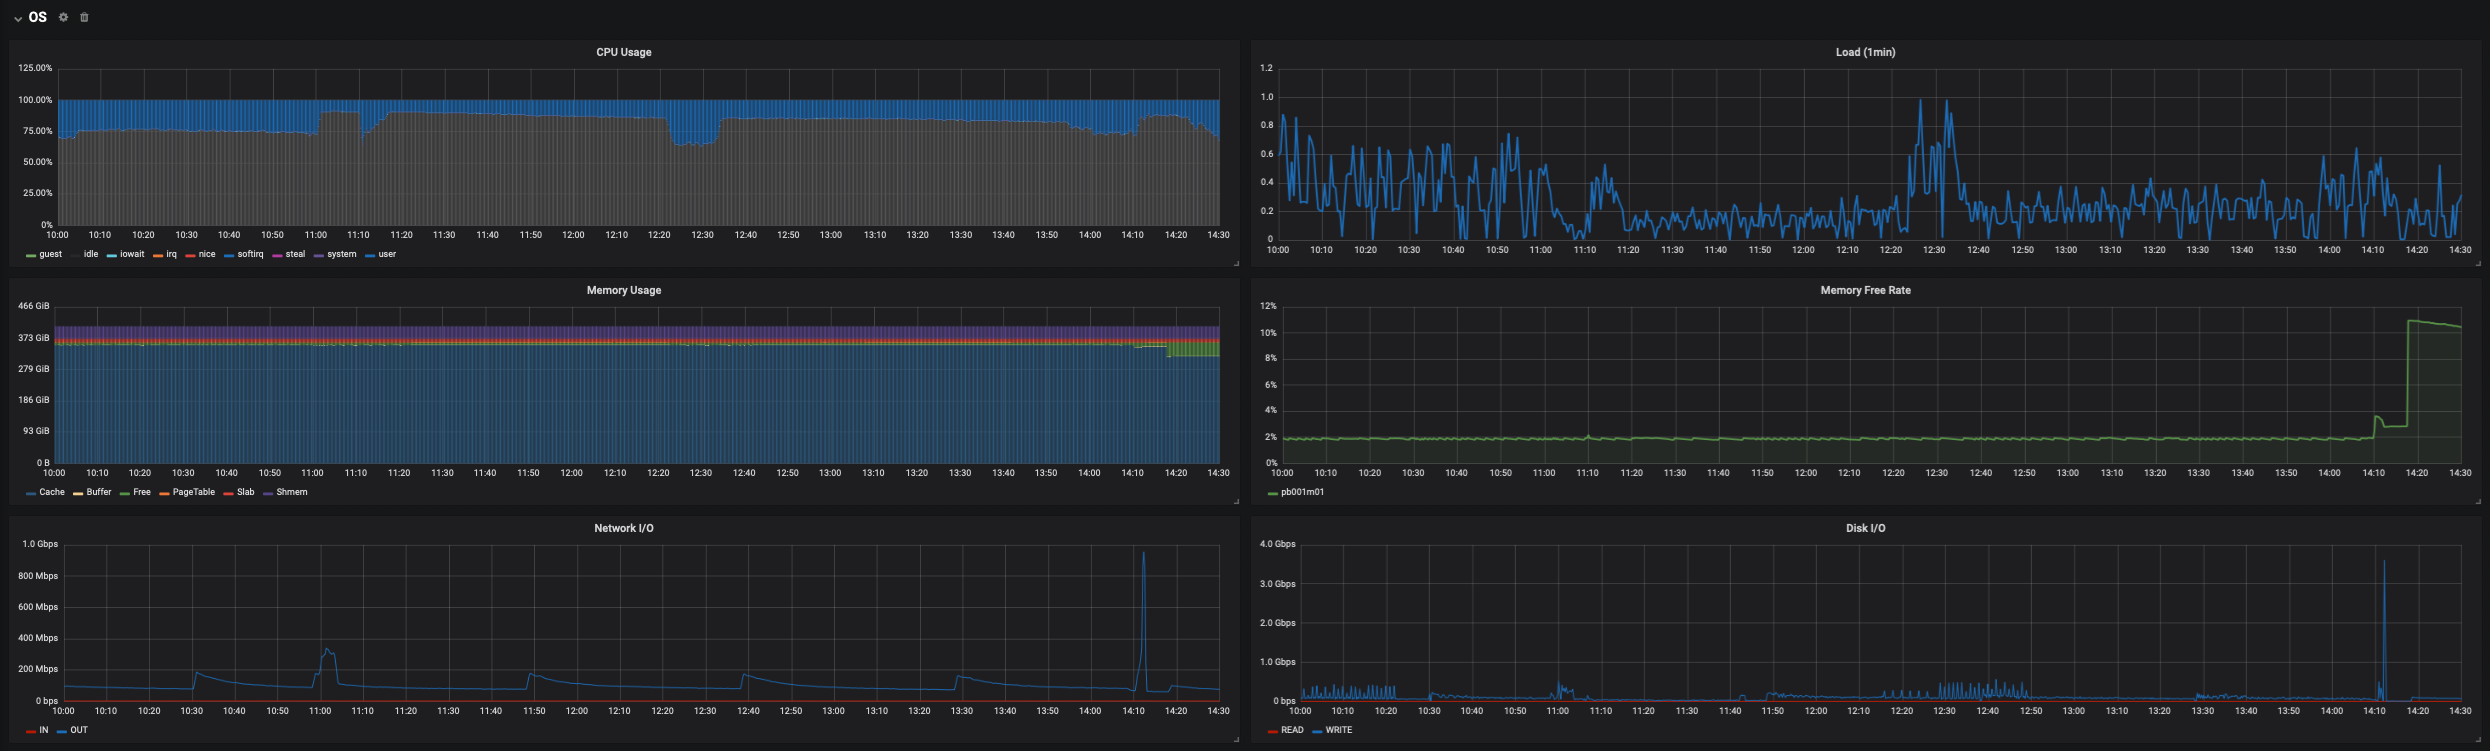 OS
CPU Usage
125.00%
100.00%
75.00%
50.00%
25.00%
0%
10:00 10:10 10:20 10:30 10:40 10:50 11:00 11:10 11:20 11:30 11:40 11:50 12:00 12:10 12:20 12:30 12:40 12:50 13:00 13:10 13:20 13:30 13:40 13:50 14:00 14:10 14:20 14:30
guest idle iowait irq nice softirq steal system user
Load (1min)
1.2
1.0
0.8
0.6
0.4
0.2
0
10:00 10:10 10:20 10:30 10:40 10:50 11:00 11:10 11:20 11:30 11:40 11:50 12:00 12:10 12:20 12:30 12:40 12:50 13:00 13:10 13:20 13:30 13:40 13:50 14:00 14:10 14:20 14:30
Memory Usage
466 GiB
373 GiB
279 GiB
186 GiB
93 GiB
0 B
10:00 10:10 10:20 10:30 10:40 10:50 11:00 11:10 11:20 11:30 11:40 11:50 12:00 12:10 12:20 12:30 12:40 12:50 13:00 13:10 13:20 13:30 13:40 13:50 14:00 14:10 14:20 14:30
Cache Buffer Free PageTable Slab Shmem
Memory Free Rate
12%
10%
8%
6%
4%
2%
0%
10:00 10:10 10:20 10:30 10:40 10:50 11:00 11:10 11:20 11:30 11:40 11:50 12:00 12:10 12:20 12:30 12:40 12:50 13:00 13:10 13:20 13:30 13:40 13:50 14:00 14:10 14:20 14:30
pb001m01
Network I/O
1.0 Gbps
800 Mbps
600 Mbps
400 Mbps
200 Mbps
0 bps
10:00 10:10 10:20 10:30 10:40 10:50 11:00 11:10 11:20 11:30 11:40 11:50 12:00 12:10 12:20 12:30 12:40 12:50 13:00 13:10 13:20 13:30 13:40 13:50 14:00 14:10 14:20 14:30
IN OUT
Disk I/O
4.0 Gbps
3.0 Gbps
2.0 Gbps
1.0 Gbps
0 bps
10:00 10:10 10:20 10:30 10:40 10:50 11:00 11:10 11:20 11:30 11:40 11:50 12:00 12:10 12:20 12:30 12:40 12:50 13:00 13:10 13:20 13:30 13:40 13:50 14:00 14:10 14:20 14:30
READ WRITE